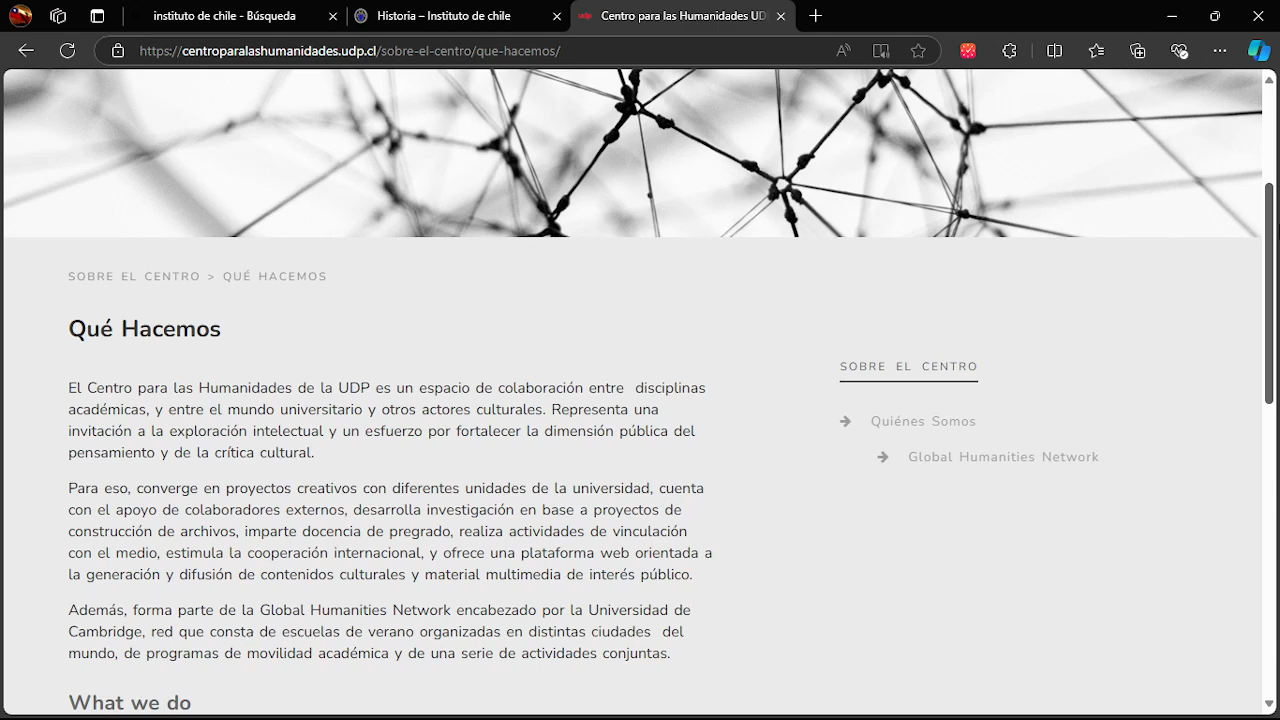 instituto de chile - Búsqueda
Historia – Instituto de chile
udp
Centro para las Humanidades UD
https://centroparalashumanidades.udp.cl/sobre-el-centro/que-hacemos/
SOBRE EL CENTRO > QUÉ HACEMOS
Qué Hacemos
El Centro para las Humanidades de la UDP es un espacio de colaboración entre disciplinas
académicas, y entre el mundo universitario y otros actores culturales. Representa una
invitación a la exploración intelectual y un esfuerzo por fortalecer la dimensión pública del
pensamiento y de la crítica cultural.
Para eso, converge en proyectos creativos con diferentes unidades de la universidad, cuenta
con el apoyo de colaboradores externos, desarrolla investigación en base a proyectos de
construcción de archivos, imparte docencia de pregrado, realiza actividades de vinculación
con el medio, estimula la cooperación internacional, y ofrece una plataforma web orientada a
la generación y difusión de contenidos culturales y material multimedia de interés público.
Además, forma parte de la Global Humanities Network encabezado por la Universidad de
Cambridge, red que consta de escuelas de verano organizadas en distintas ciudades del
mundo, de programas de movilidad académica y de una serie de actividades conjuntas.
What we do
SOBRE EL CENTRO
Quiénes Somos
Global Humanities Network